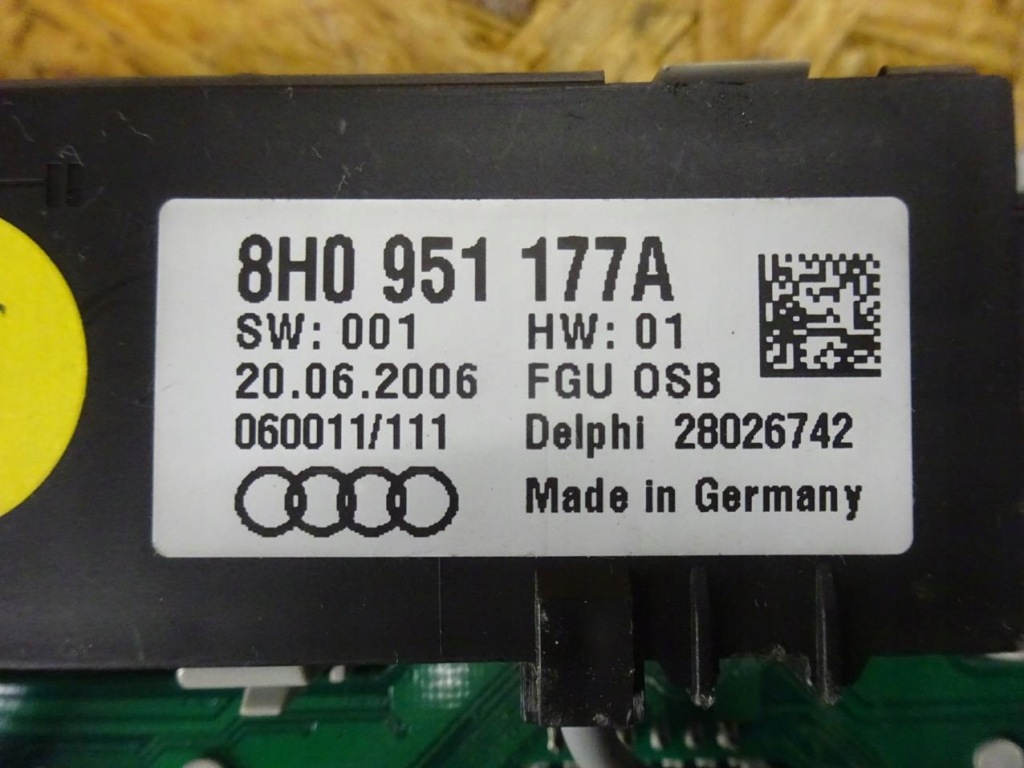 8H0 951 177A
SW: 001 HW: 01
20.06.2006 FGU OSB
060011/111 Delphi 28026742
Made in Germany